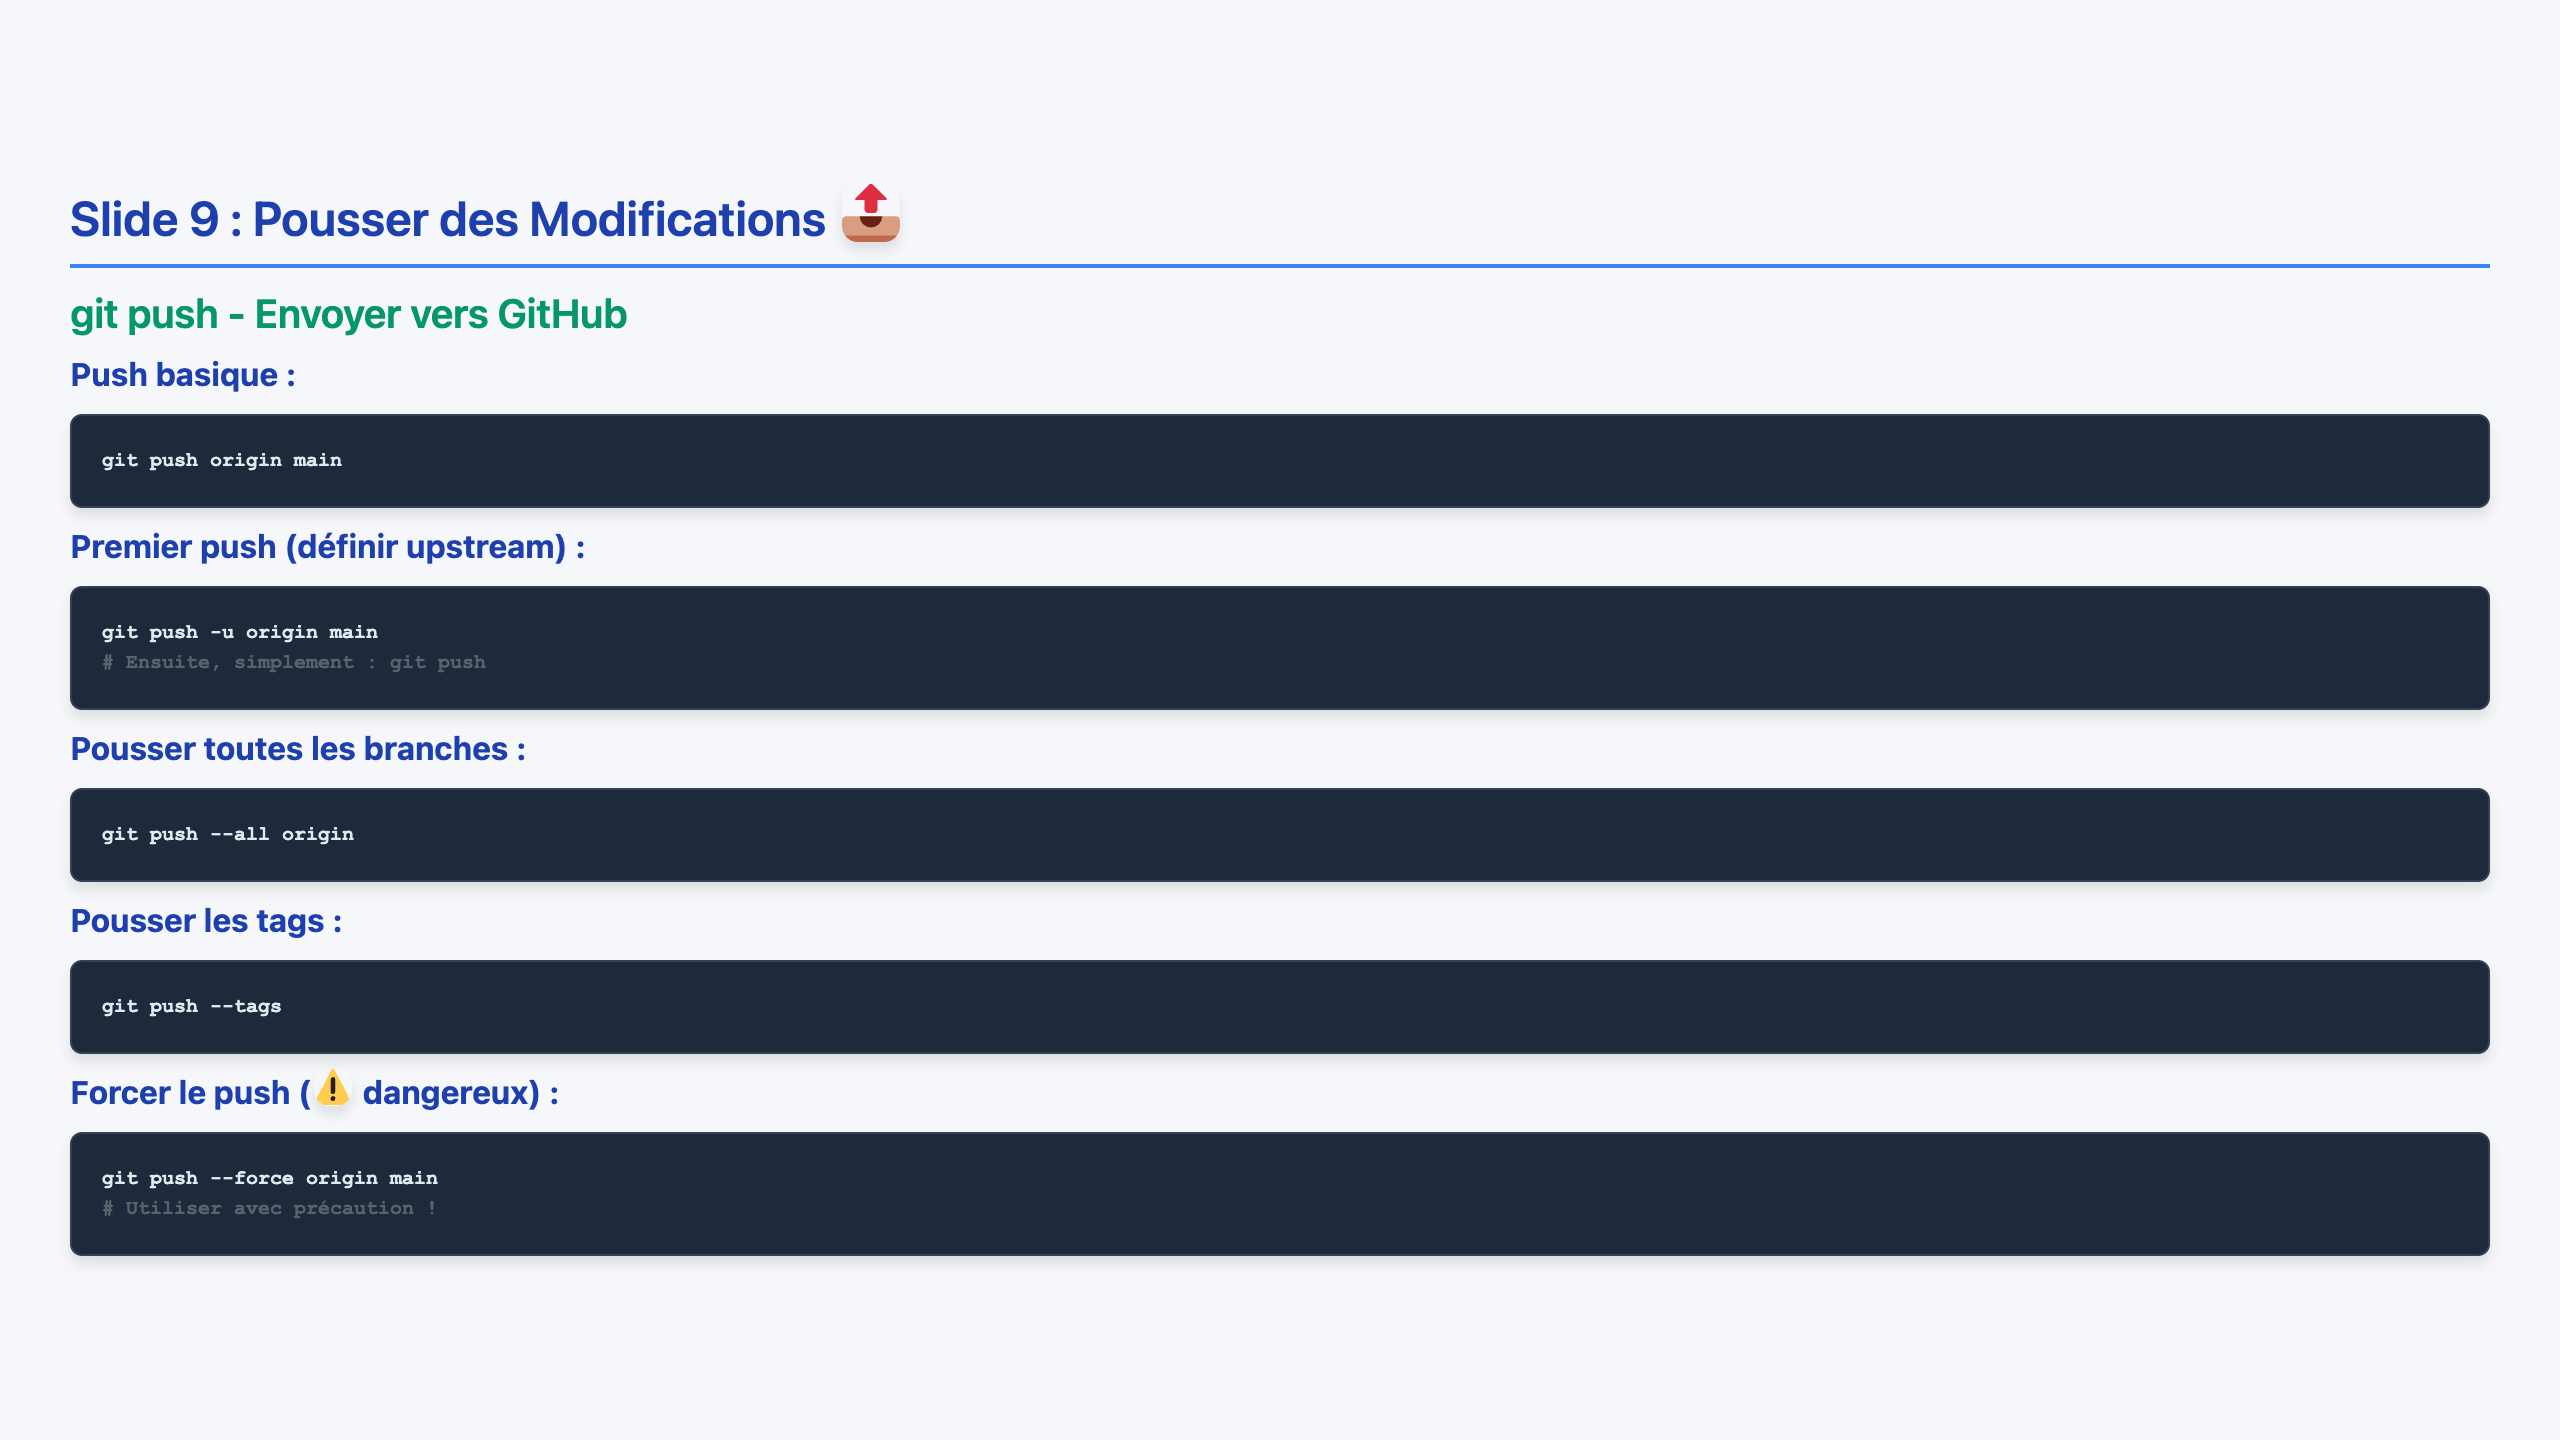 Slide 9 : Pousser des Modifications 📤
git push - Envoyer vers GitHub
Push basique :
git push origin main
Premier push (définir upstream) :
git push -u origin main
# Ensuite, simplement : git push
Pousser toutes les branches :
git push --all origin
Pousser les tags :
git push --tags
Forcer le push (⚠️ dangereux) :
git push --force origin main
# Utiliser avec précaution !